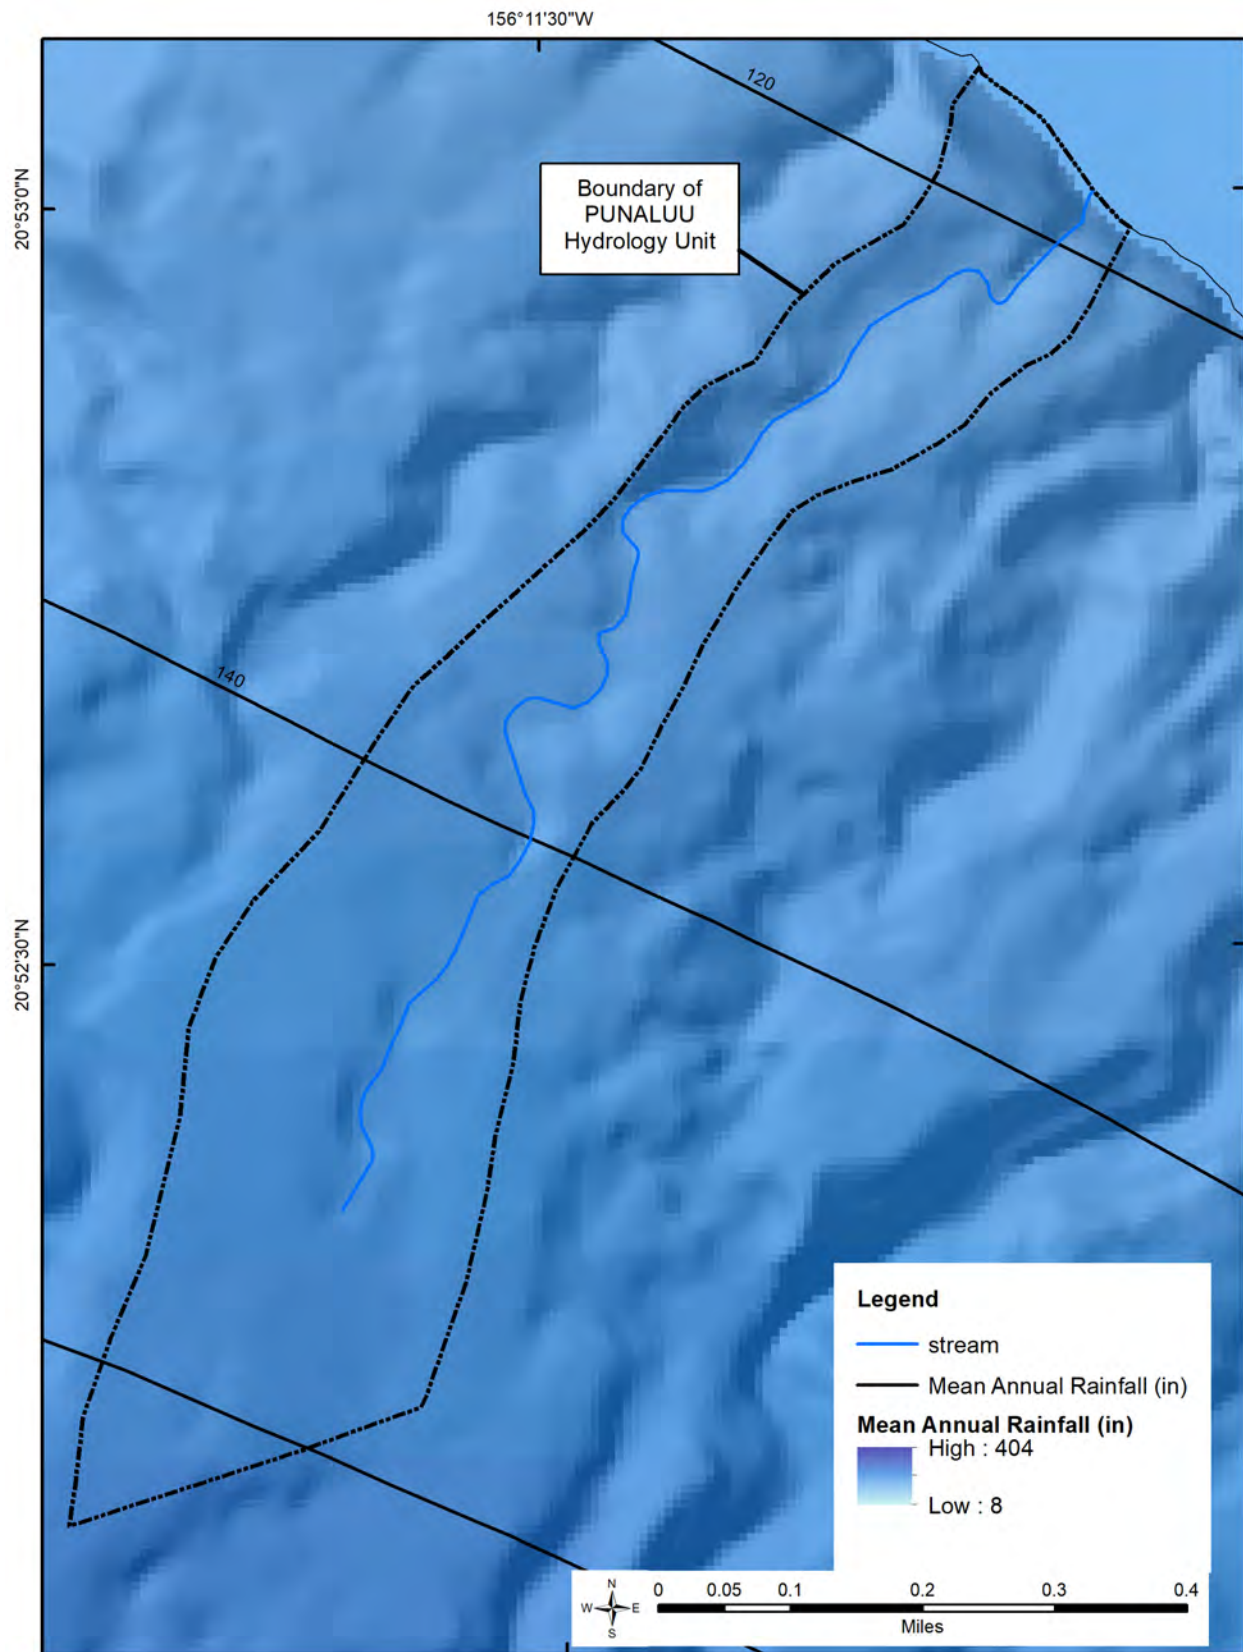 156°11'30"W
120
20°53'0"N
Boundary of
PUNALUU
Hydrology Unit
140
20°52'30"N
Legend
stream
Mean Annual Rainfall (in)
Mean Annual Rainfall (in)
High : 404
Low : 8
N
W E
S
0 0.05 0.1 0.2 0.3 0.4
Miles